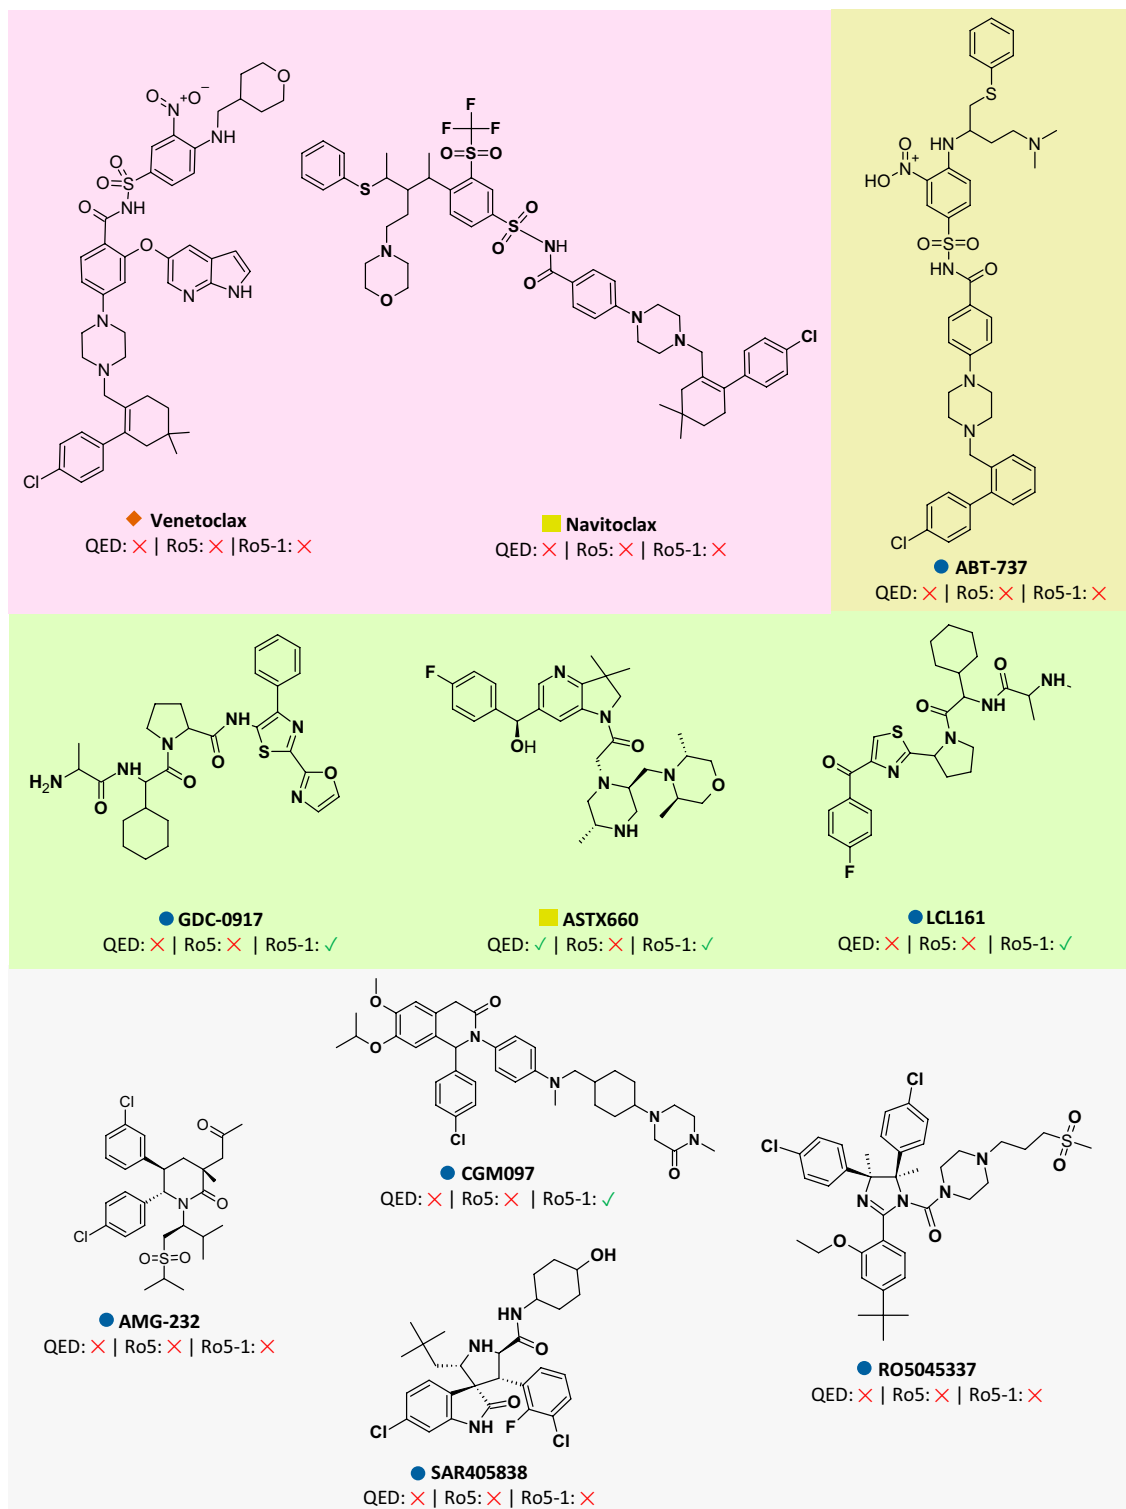 Venetoclax
QED: ✕ | Ro5: ✕ |Ro5-1: ✕
Navitoclax
QED: ✕ | Ro5: ✕ | Ro5-1: ✕
ABT-737
QED: ✕ | Ro5: ✕ | Ro5-1: ✕
GDC-0917
QED: ✕ | Ro5: ✕ | Ro5-1: ✓
ASTX660
QED: ✓ | Ro5: ✕ | Ro5-1: ✓
LCL161
QED: ✕ | Ro5: ✕ | Ro5-1: ✓
CGM097
QED: ✕ | Ro5: ✕ | Ro5-1: ✓
AMG-232
QED: ✕ | Ro5: ✕ | Ro5-1: ✕
RO5045337
QED: ✕ | Ro5: ✕ | Ro5-1: ✕
SAR405838
QED: ✕ | Ro5: ✕ | Ro5-1: ✕